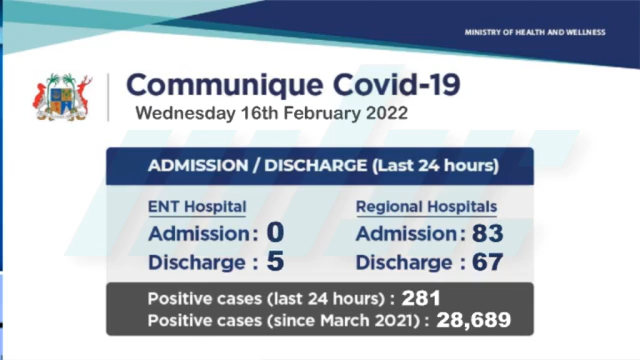 MINISTRY OF HEALTH AND WELLNESS
Communique Covid-19
Wednesday 16th February 2022
ADMISSION / DISCHARGE (Last 24 hours)
ENT Hospital
Admission : 0
Discharge : 5
Regional Hospitals
Admission : 83
Discharge : 67
Positive cases (last 24 hours) : 281
Positive cases (since March 2021) : 28,689